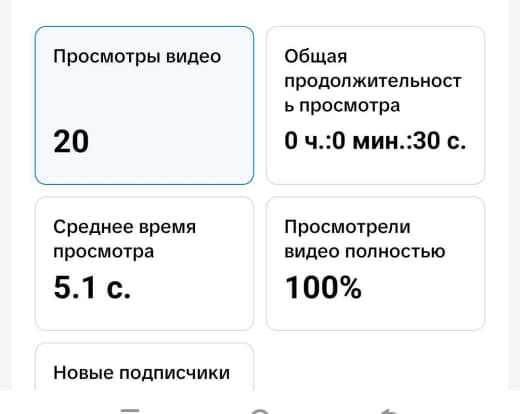 Просмотры видео
20
Общая
продолжительност
ь просмотра
0 ч.:0 мин.:30 с.
Среднее время
просмотра
5.1 с.
Просмотрели
видео полностью
100%
Новые подписчики